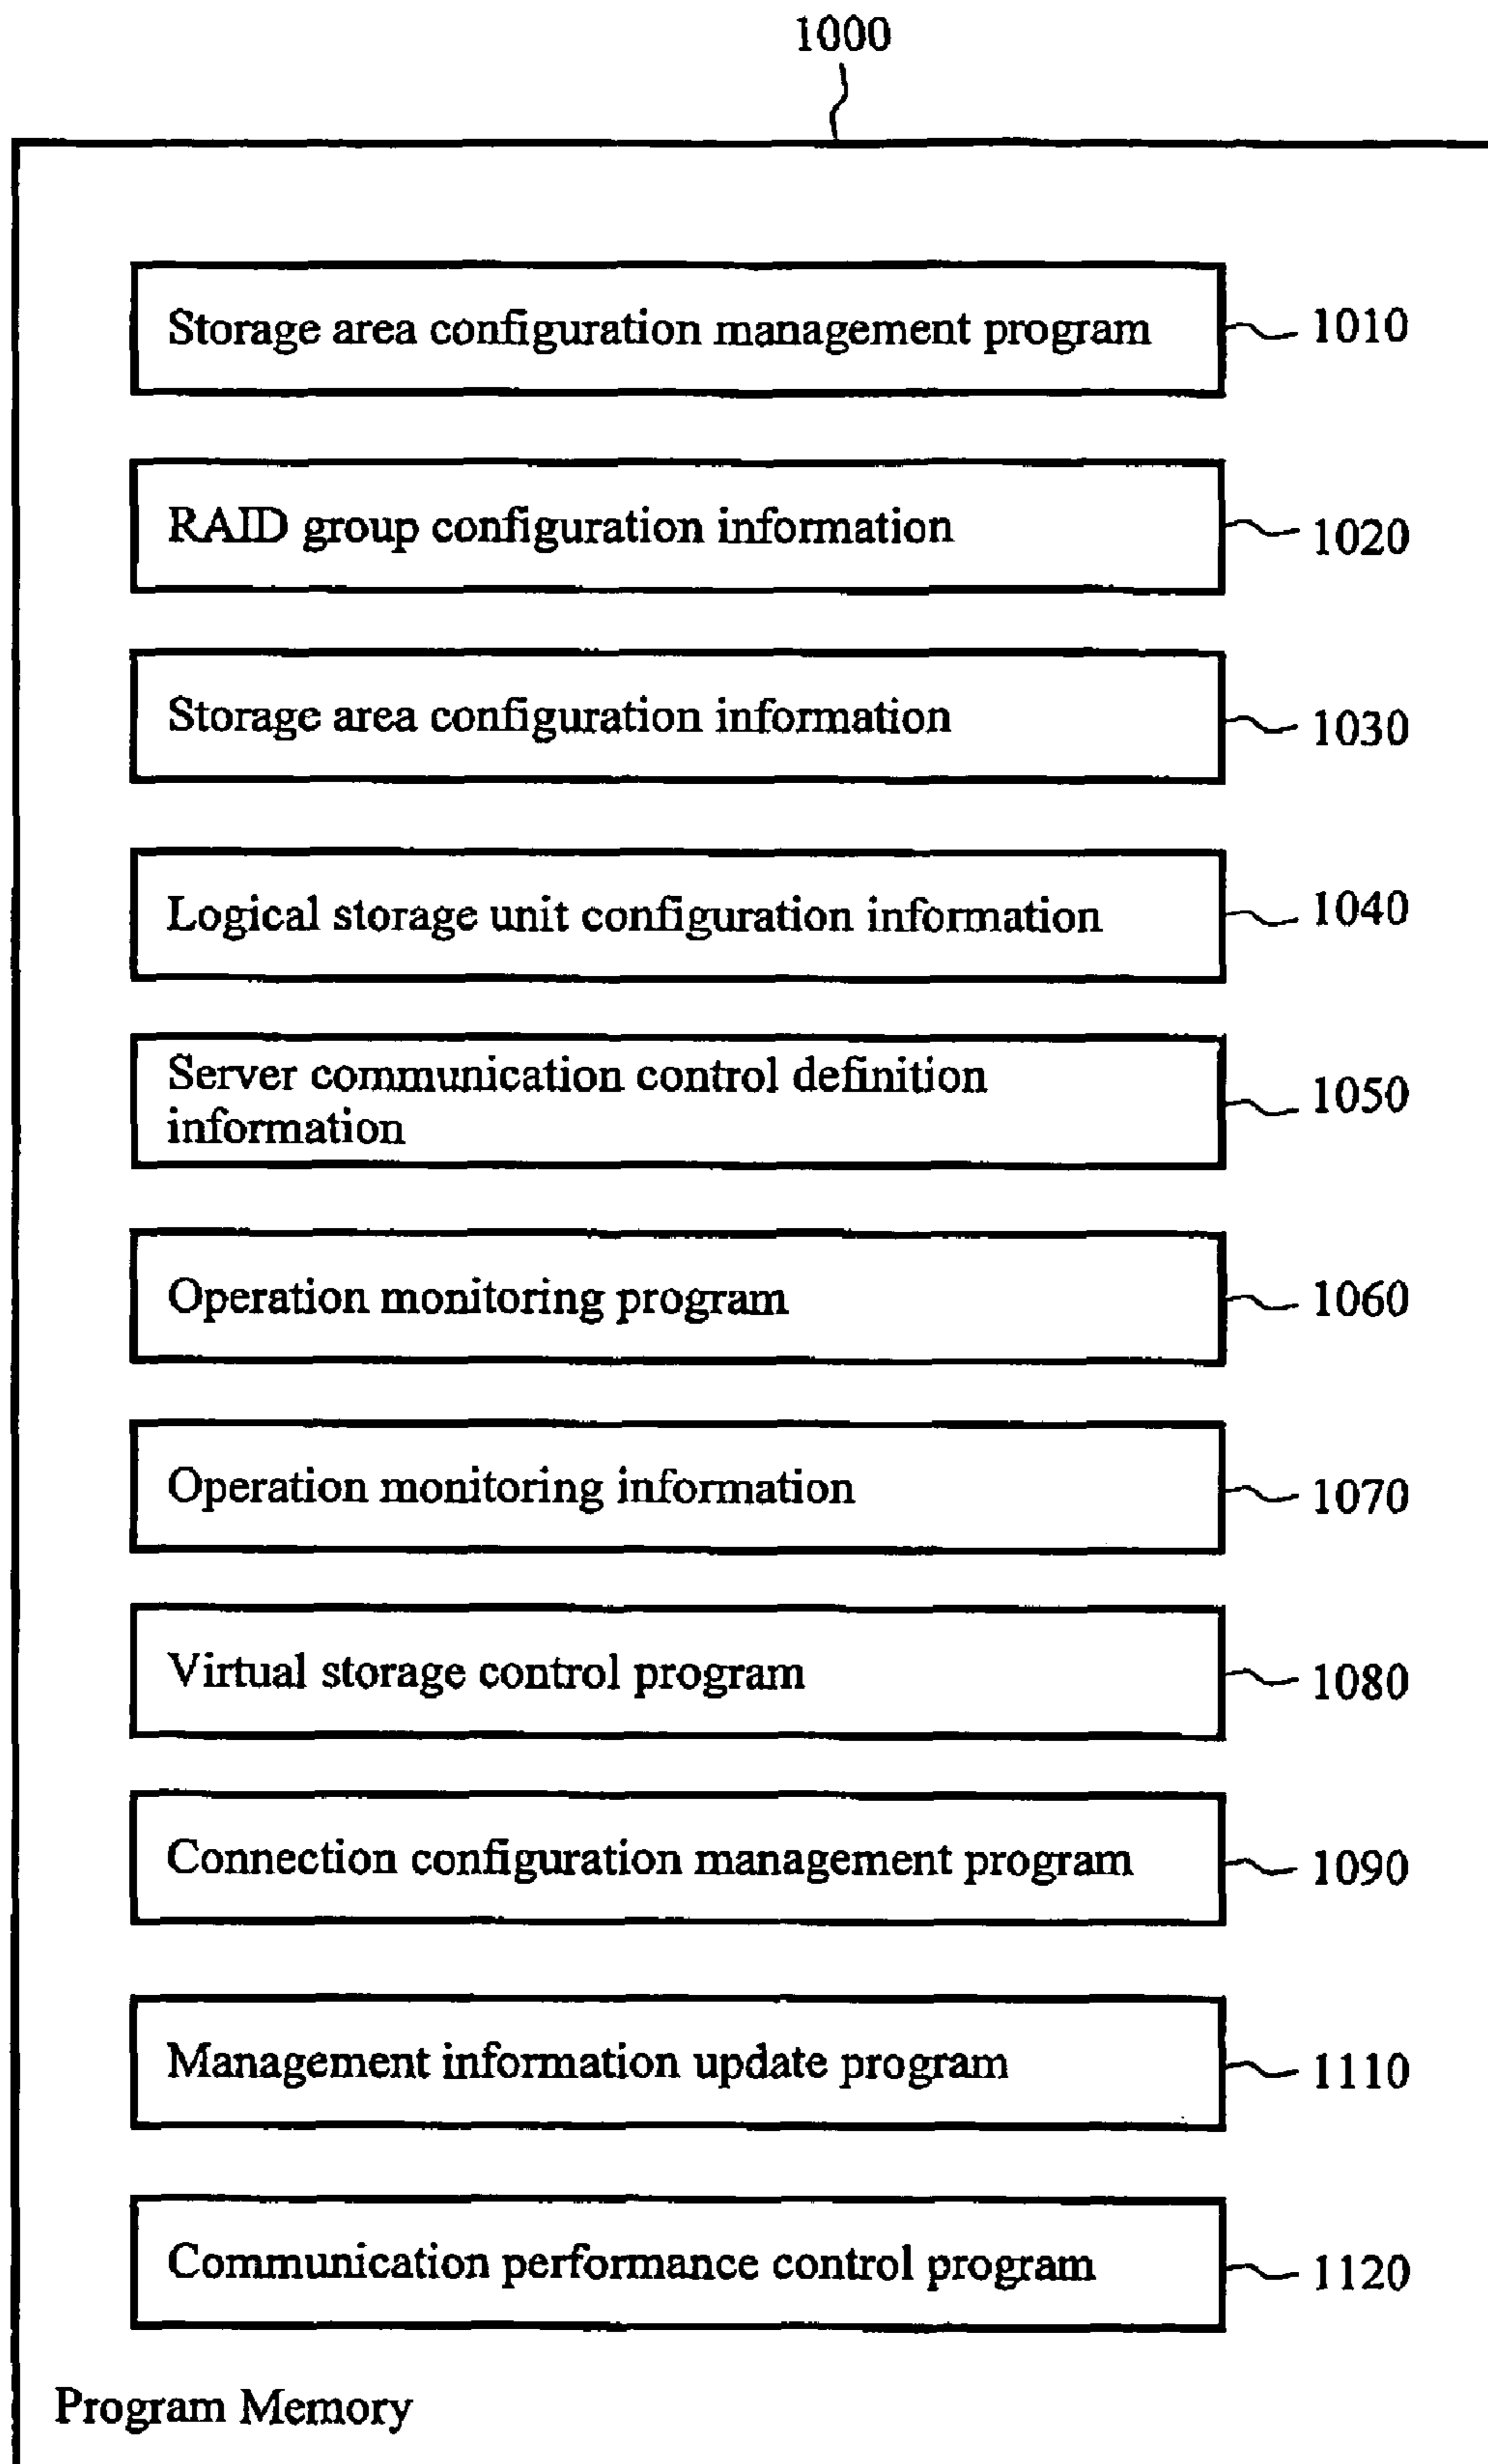 1000
Storage area configuration management program
1010
RAID group configuration information
1020
Storage area configuration information
1030
Logical storage unit configuration information
1040
Server communication control definition
information
1050
Operation monitoring program
1060
Operation monitoring information
1070
Virtual storage control program
1080
Connection configuration management program
1090
Management information update program
1110
Communication performance control program
1120
Program Memory